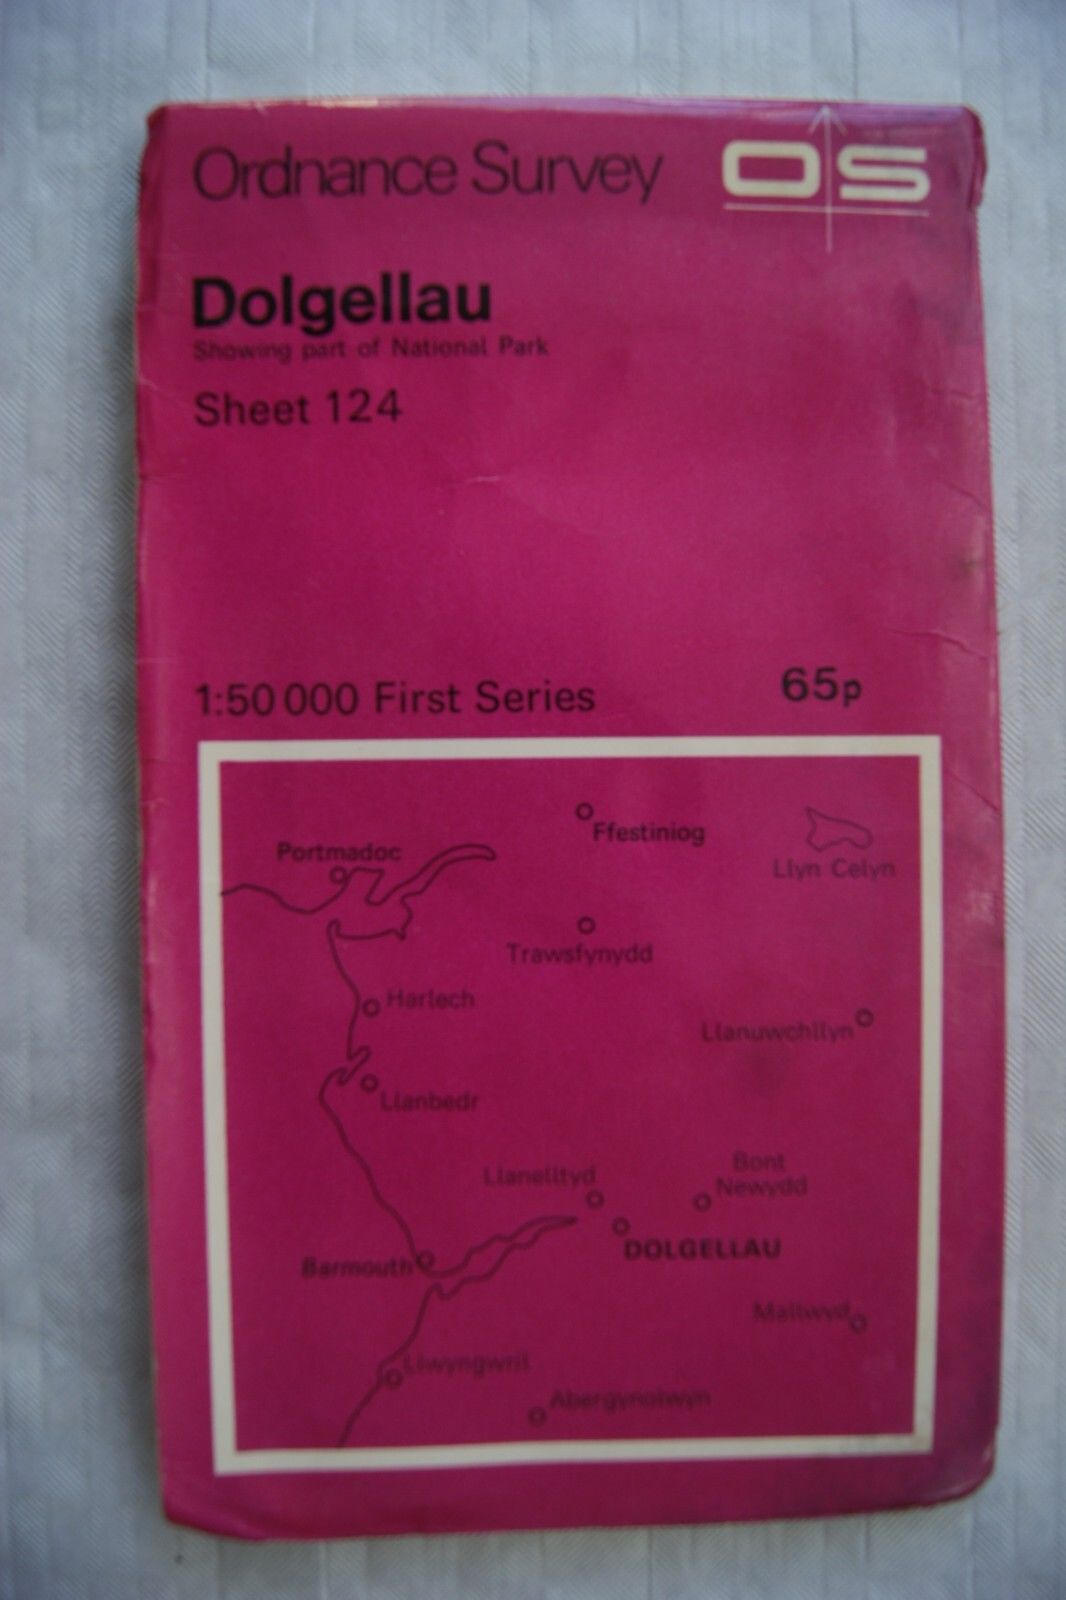 Ordnance Survey OS
Dolgellau
Showing part of National Park
Sheet 124
1:50 000 First Series 65p
Ffestiniog
Portmadoc
Llyn Celyn
Trawsfynydd
Harlech
Llanuwchllyn
Llanbedr
Llanelltyd
Bont
Newydd
DOLGELLAU
Barmouth
Mallwyd
Llwyngwril
Abergynolwyn